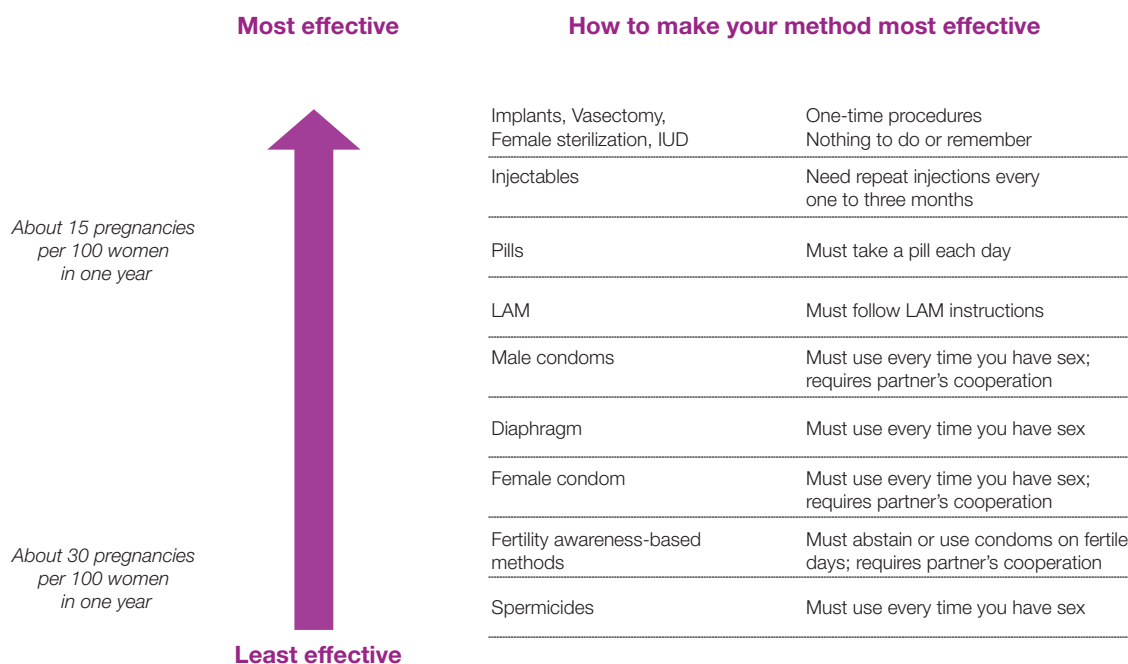 Most effective
How to make your method most effective
Implants, Vasectomy,
Female sterilization, IUD
One-time procedures
Nothing to do or remember
Injectables
Need repeat injections every
one to three months
About 15 pregnancies
per 100 women
in one year
Pills
Must take a pill each day
LAM
Must follow LAM instructions
Male condoms
Must use every time you have sex;
requires partner's cooperation
Diaphragm
Must use every time you have sex
Female condom
Must use every time you have sex;
requires partner's cooperation
About 30 pregnancies
per 100 women
in one year
Fertility awareness-based
methods
Must abstain or use condoms on fertile
days; requires partner's cooperation
Spermicides
Must use every time you have sex
Least effective